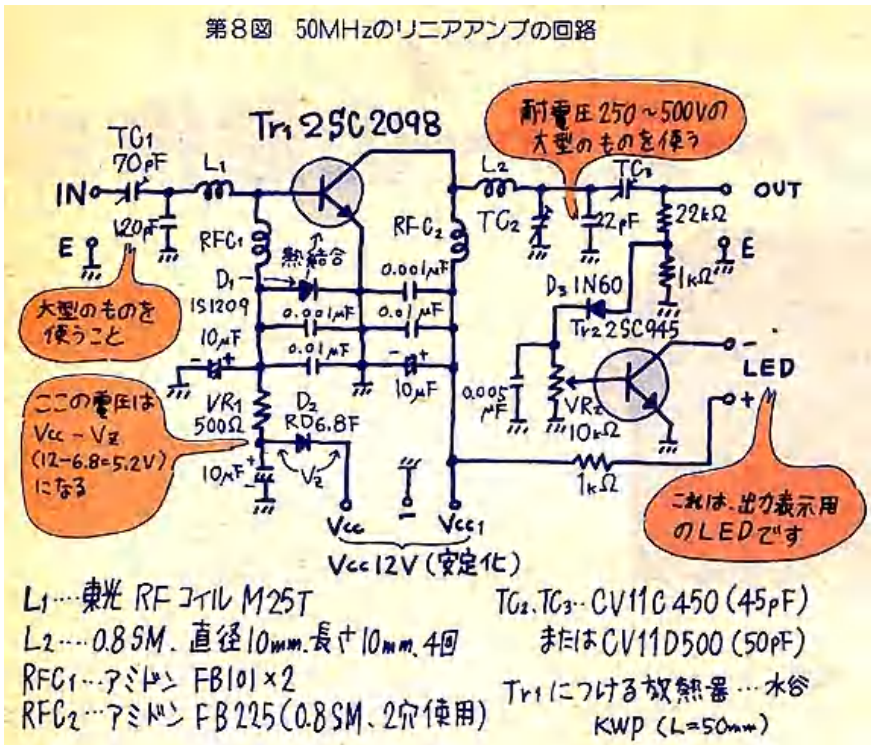 第8図 50MHzのリニアアンプの回路
Tr1 2SC2098
耐電圧250~500Vの
大型のものを使う
TC1
70pF
L1
L2
TC3
IN
OUT
120pF
RFC1
RFC2
TC2
22pF
22kΩ
E
E
熱結合
D1
0.001μF
1kΩ
大型のものを
使うこと
1S1209
D3 1N60
0.001μF
0.01μF
Tr2 2SC945
10μF
-
+
0.01μF
-
+
10μF
-
LED
+
0.005
μF
VR2
10kΩ
ここの電圧は
Vcc-Vz
(12-6.8=5.2V)
になる
VR1
500Ω
D2
RD6.8F
10μF
+
-
Vz
1kΩ
これは、出力表示用
のLEDです
Vcc
-
Vcc1
Vcc12V(安定化)
L1‥‥東光 RFコイル M25T
L2‥‥0.8SM、直径10mm、長さ10mm、4回
RFC1‥‥アミドン FB101×2
RFC2‥‥アミドン FB225(0.8SM、2穴使用)
TC2、TC3‥CV11C450(45pF)
またはCV11D500(50pF)
Tr1につける放熱器‥‥水谷
KWP(L=50mm)